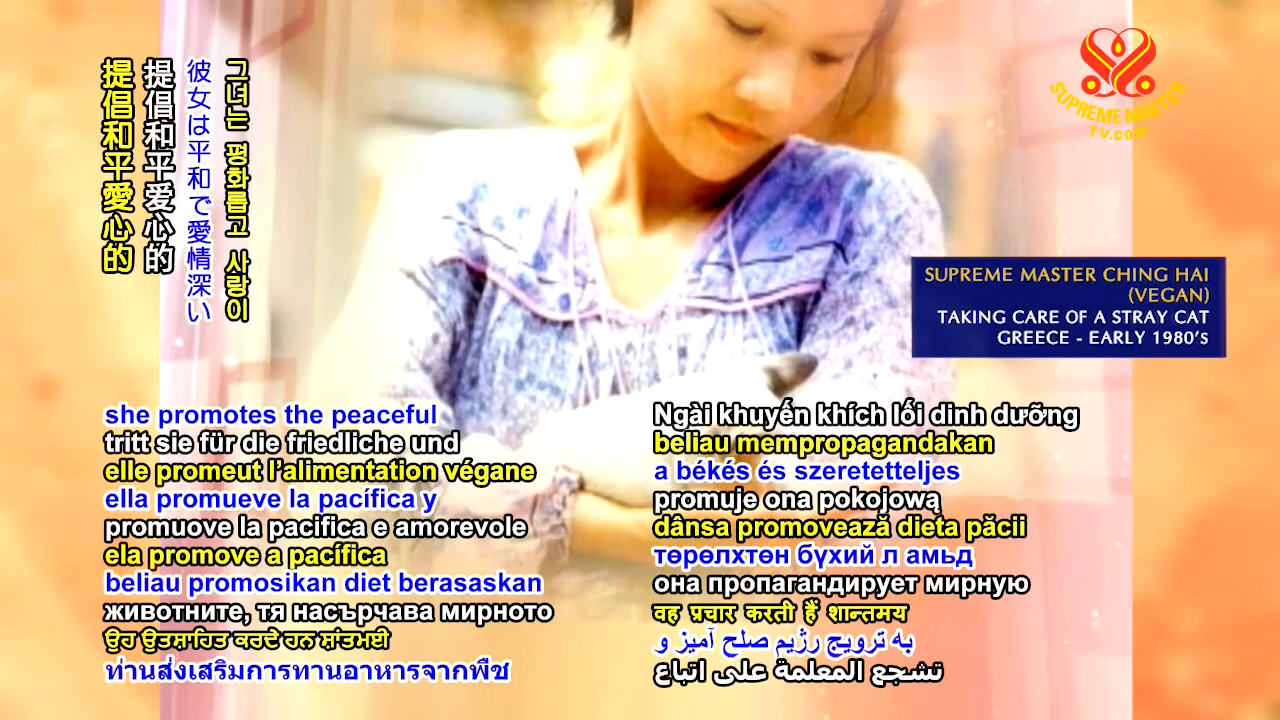 提倡和平愛心的
提倡和平爱心的
彼女は平和で愛情深い
그녀는 평화롭고 사랑이
SUPREME MASTER
TV.com
SUPREME MASTER CHING HAI
(VEGAN)
TAKING CARE OF A STRAY CAT
GREECE - EARLY 1980's
she promotes the peaceful
tritt sie für die friedliche und
elle promeut l'alimentation végane
ella promueve la pacífica y
promuove la pacifica e amorevole
ela promove a pacífica
beliau promosikan diet berasaskan
животните, тя насърчава мирното
ਉਹ ਉਤਸ਼ਾਹਿਤ ਕਰਦੇ ਹਨ ਸ਼ਾਂਤਮਈ
ท่านส่งเสริมการทานอาหารจากพืช
Ngài khuyến khích lối dinh dưỡng
beliau mempropagandakan
a békés és szeretetteljes
promuje ona pokojową
dânsa promovează dieta păcii
төрөлхтөн бүхий л амьд
она пропагандирует мирную
वह प्रचार करती हैं शान्तमय
به ترویج رژیم صلح آمیز و
تشجع المعلمة على اتباع